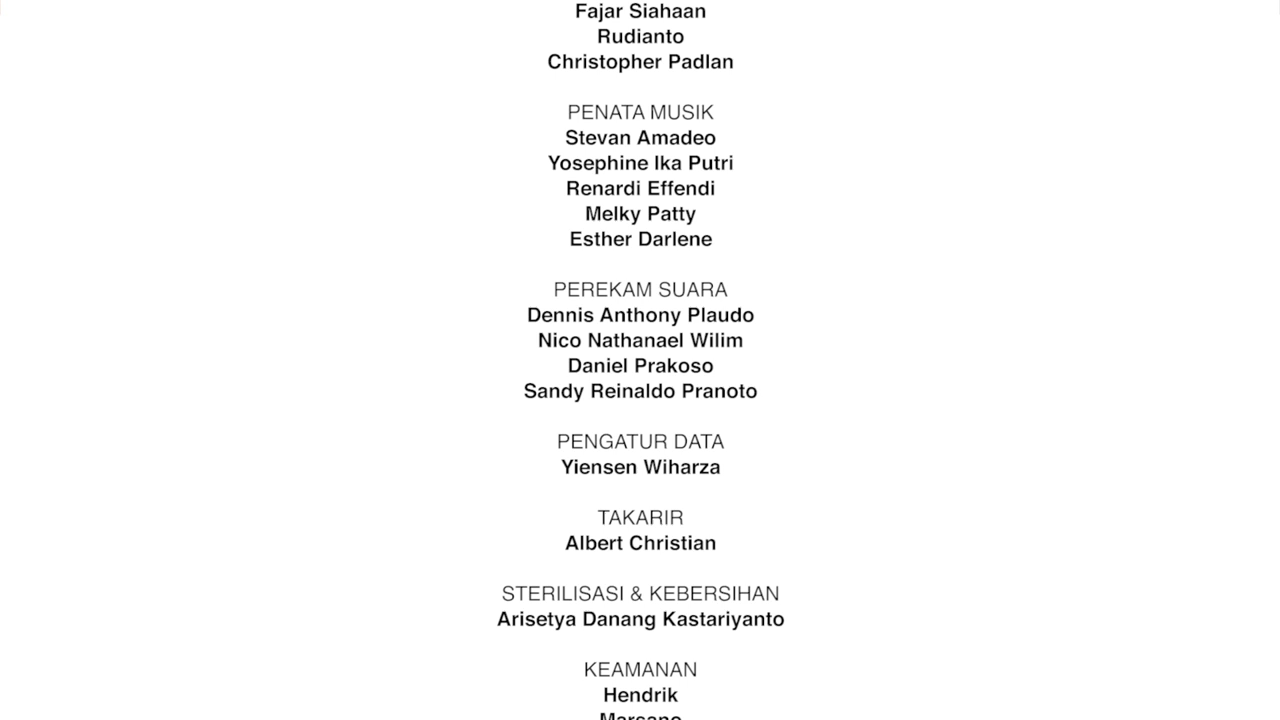 Fajar Siahaan
Rudianto
Christopher Padlan
PENATA MUSIK
Stevan Amadeo
Yosephine Ika Putri
Renardi Effendi
Melky Patty
Esther Darlene
PEREKAM SUARA
Dennis Anthony Plaudo
Nico Nathanael Wilim
Daniel Prakoso
Sandy Reinaldo Pranoto
PENGATUR DATA
Yiensen Wiharza
TAKARIR
Albert Christian
STERILISASI & KEBERSIHAN
Arisetya Danang Kastariyanto
KEAMANAN
Hendrik